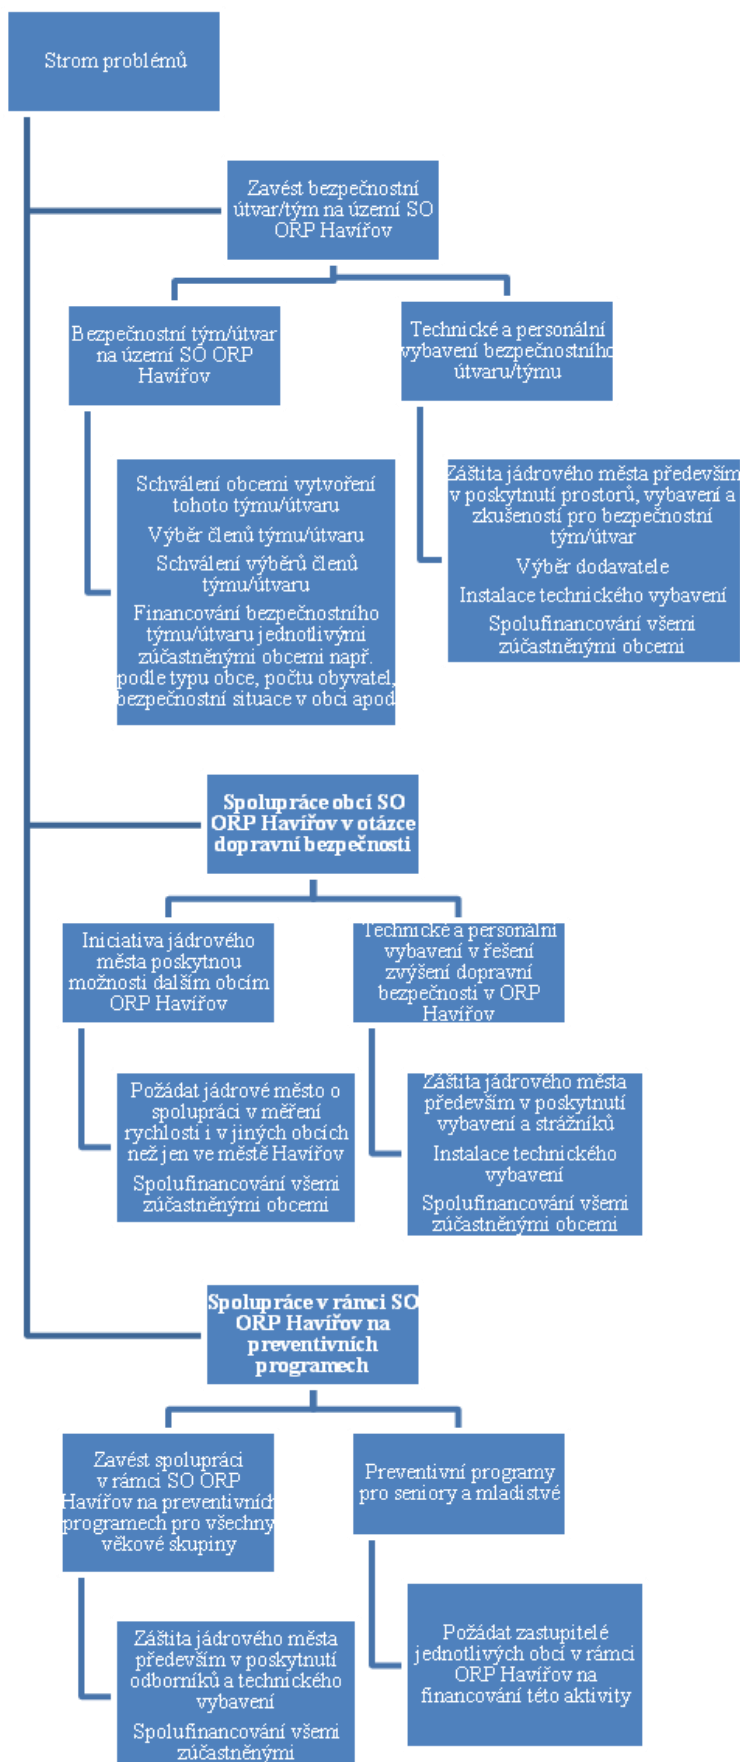 Strom problémů
Zavést bezpečnostní
útvar/tým na území SO
ORP Havířov
Bezpečnostní tým/útvar
na území SO ORP
Havířov
Technické a personální
vybavení bezpečnostního
útvaru/týmu
Schválení obcemi vytvoření
tohoto týmu/útvaru
Výběr členů týmu/útvaru
Schválení výběrů členů
týmu/útvaru
Financování bezpečnostního
týmu/útvaru jednotlivými
zúčastněnými obcemi např.
podle typu obce, počtu obyvatel,
bezpečnostní situace v obci apod
Záštita jádrového města především
v poskytnutí prostorů, vybavení a
zkušeností pro bezpečnostní
tým/útvar
Výběr dodavatele
Instalace technického vybavení
Spolufinancování všemi
zúčastněnými obcemi
Spolupráce obcí SO
ORP Havířov v otázce
dopravní bezpečnosti
Iniciativa jádrového
města poskytnou
možnosti dalším obcím
ORP Havířov
Technické a personální
vybavení v řešení
zvýšení dopravní
bezpečnosti v ORP
Havířov
Požádat jádrové město o
spolupráci v měření
rychlosti i v jiných obcích
než jen ve městě Havířov
Spolufinancování všemi
zúčastněnými obcemi
Záštita jádrového města
především v poskytnutí
vybavení a strážníků
Instalace technického
vybavení
Spolufinancování všemi
zúčastněnými obcemi
Spolupráce v rámci SO
ORP Havířov na
preventivních
programech
Zavést spolupráci
v rámci SO ORP
Havířov na preventivních
programech pro všechny
věkové skupiny
Preventivní programy
pro seniory a mladistvé
Záštita jádrového města
především v poskytnutí
odborníků a technického
vybavení
Spolufinancování všemi
zúčastněnými
Požádat zastupitelé
jednotlivých obcí v rámci
ORP Havířov na
financování této aktivity